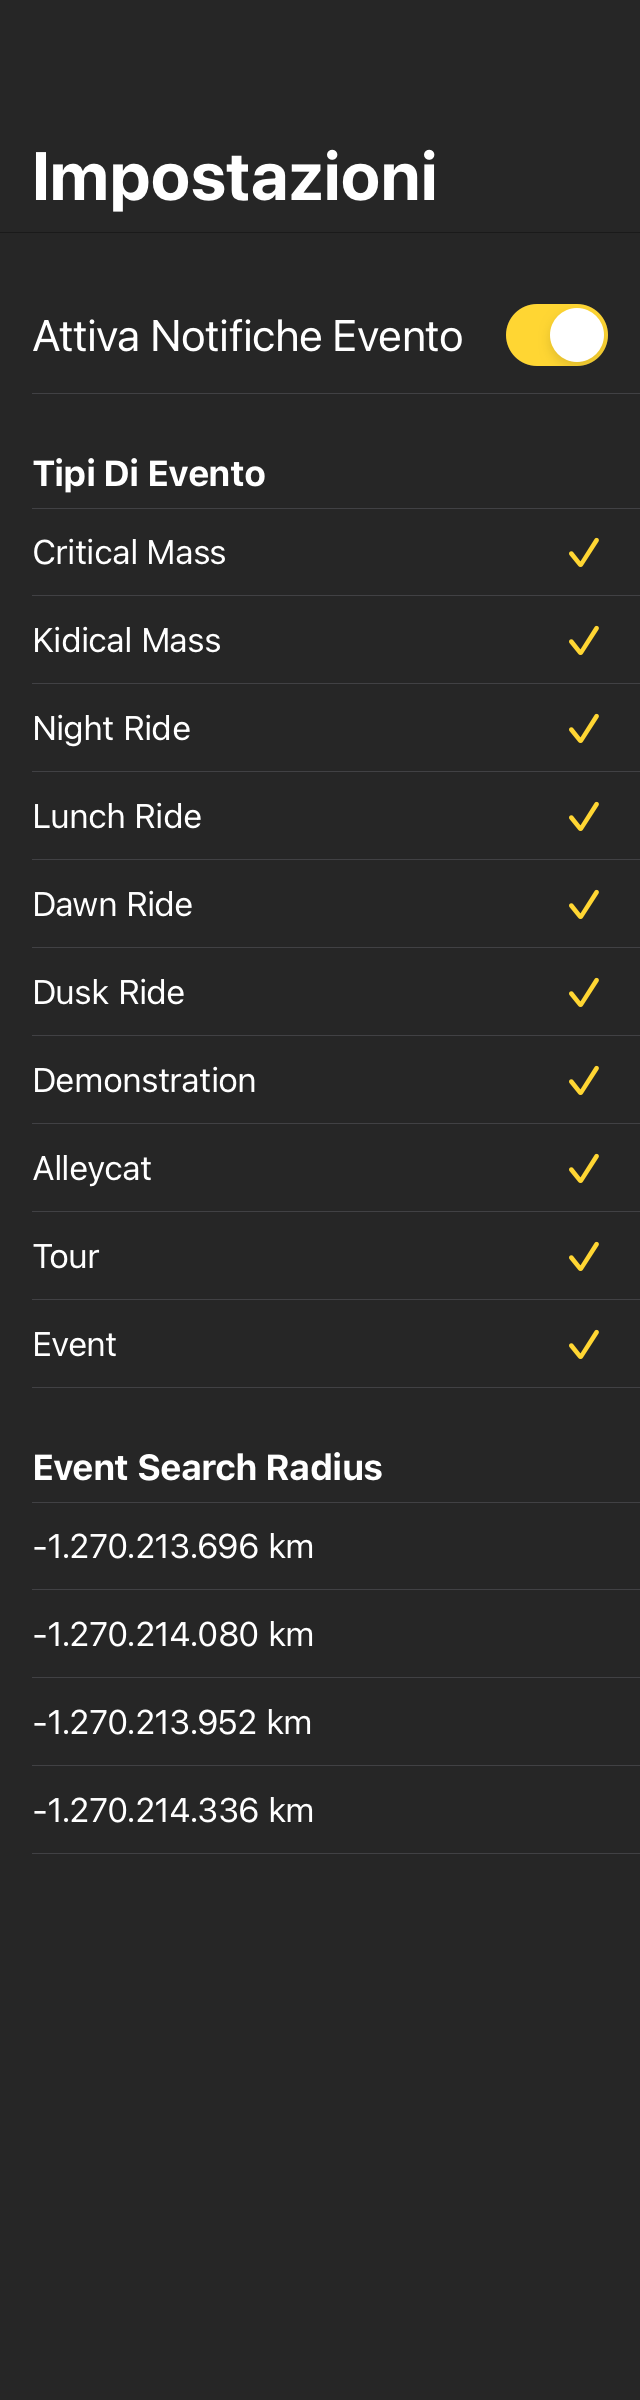 Impostazioni
Attiva Notifiche Evento
Tipi Di Evento
Critical Mass
Kidical Mass
Night Ride
Lunch Ride
Dawn Ride
Dusk Ride
Demonstration
Alleycat
Tour
Event
Event Search Radius
-1.270.213.696 km
-1.270.214.080 km
-1.270.213.952 km
-1.270.214.336 km